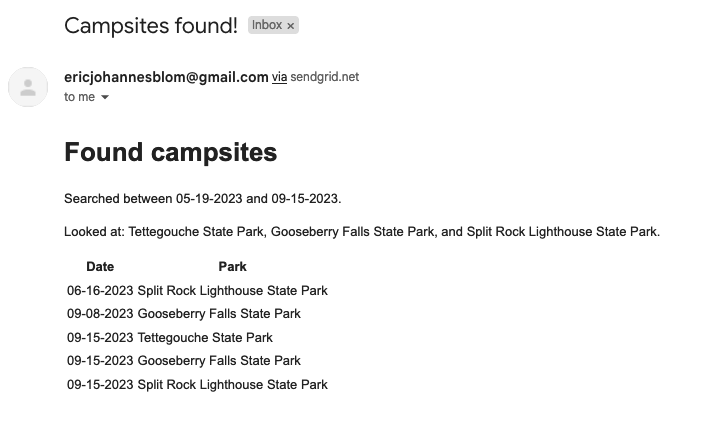 Campsites found! Inbox ×
ericjohannesblom@gmail.com via sendgrid.net
to me
Found campsites
Searched between 05-19-2023 and 09-15-2023.
Looked at: Tettegouche State Park, Gooseberry Falls State Park, and Split Rock Lighthouse State Park.
Date Park
06-16-2023 Split Rock Lighthouse State Park
09-08-2023 Gooseberry Falls State Park
09-15-2023 Tettegouche State Park
09-15-2023 Gooseberry Falls State Park
09-15-2023 Split Rock Lighthouse State Park